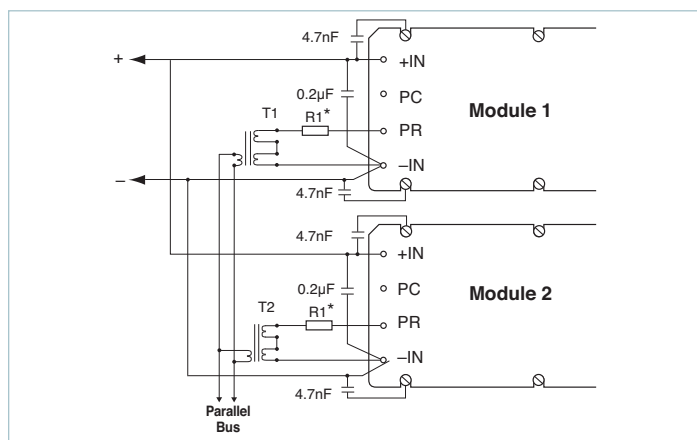 4.7nF
+
+IN
0.2µF
PC
Module 1
T1
R1*
PR
–IN
–
4.7nF
4.7nF
+IN
0.2µF
PC
Module 2
T2
R1*
PR
–IN
4.7nF
Parallel
Bus